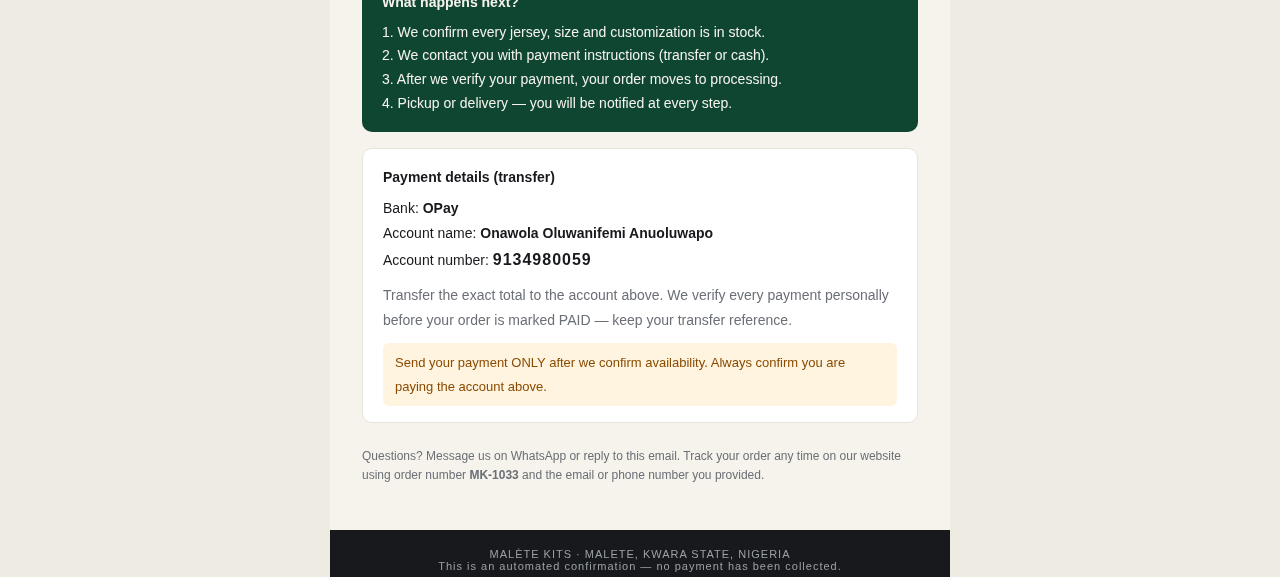 What happens next?
1. We confirm every jersey, size and customization is in stock.
2. We contact you with payment instructions (transfer or cash).
3. After we verify your payment, your order moves to processing.
4. Pickup or delivery — you will be notified at every step.
Payment details (transfer)
Bank: OPay
Account name: Onawola Oluwanifemi Anuoluwapo
Account number: 9134980059
Transfer the exact total to the account above. We verify every payment personally
before your order is marked PAID — keep your transfer reference.
Send your payment ONLY after we confirm availability. Always confirm you are
paying the account above.
Questions? Message us on WhatsApp or reply to this email. Track your order any time on our website
using order number MK-1033 and the email or phone number you provided.
MALÈTE KITS · MALETE, KWARA STATE, NIGERIA
This is an automated confirmation — no payment has been collected.